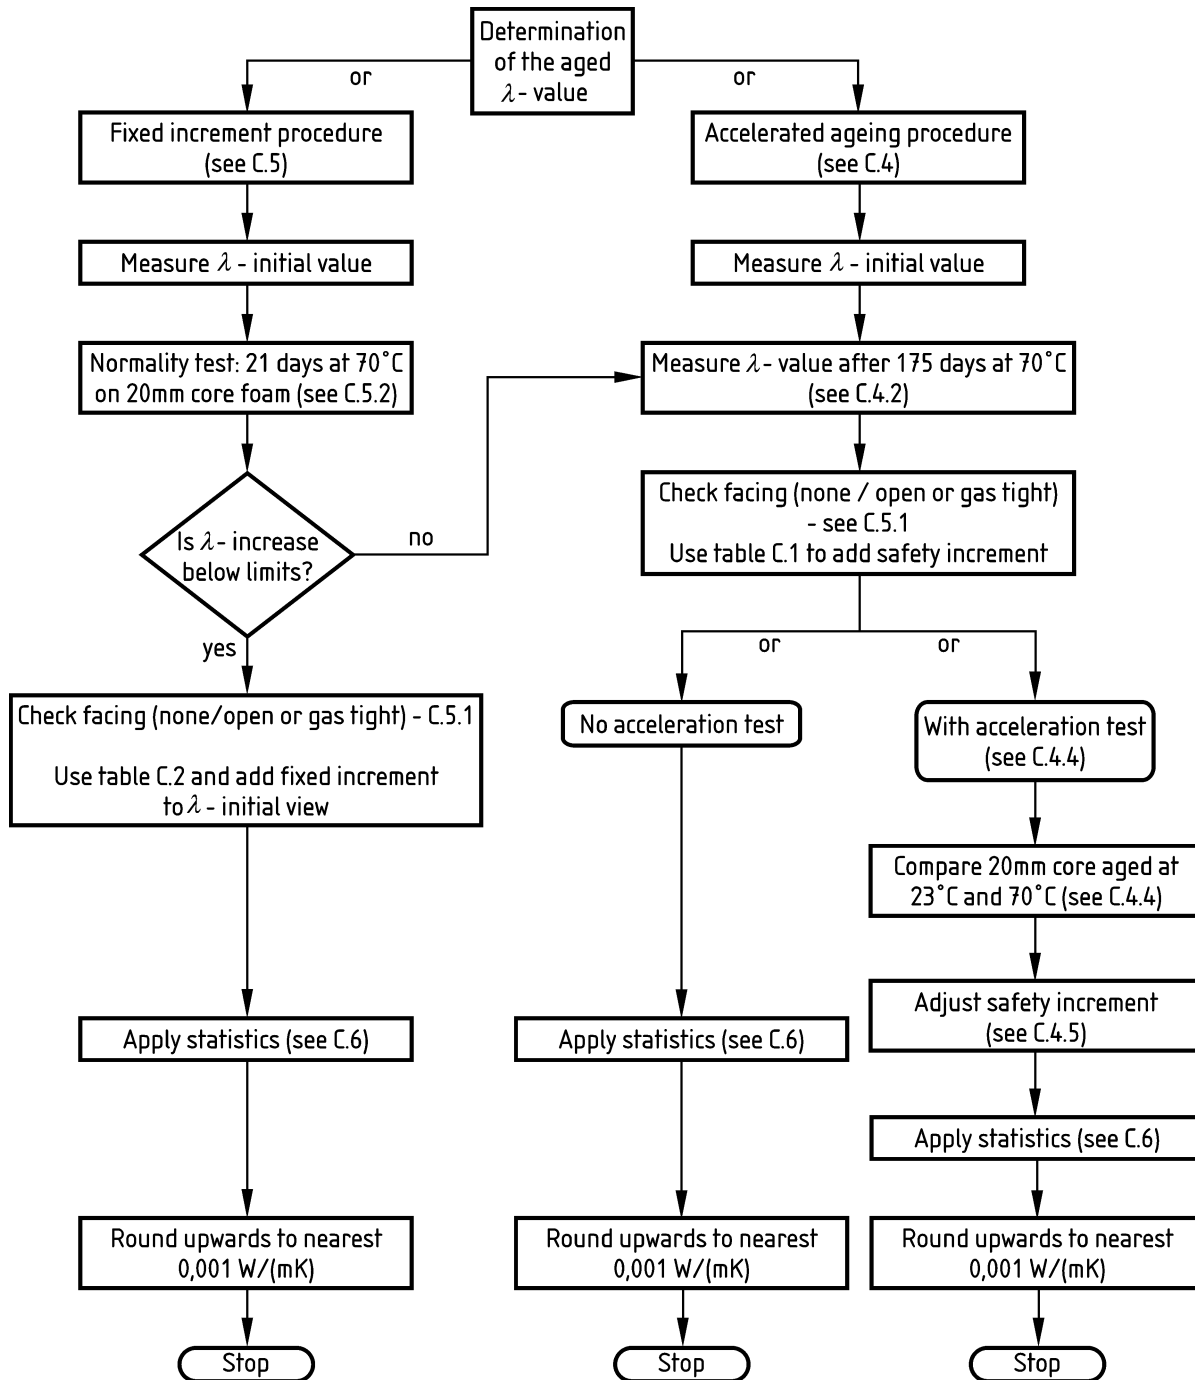 Determination
of the aged
λ- value
or
or
Fixed increment procedure
(see C.5)
Accelerated ageing procedure
(see C.4)
Measure λ - initial value
Measure λ - initial value
Normality test: 21 days at 70°C
on 20mm core foam (see C.5.2)
Measure λ- value after 175 days at 70°C
(see C.4.2)
Is λ- increase
below limits?
no
yes
Check facing (none / open or gas tight)
- see C.5.1
Use table C.1 to add safety increment
or
or
Check facing (none/open or gas tight) - C.5.1
Use table C.2 and add fixed increment
to λ - initial view
No acceleration test
With acceleration test
(see C.4.4)
Compare 20mm core aged at
23°C and 70°C (see C.4.4)
Adjust safety increment
(see C.4.5)
Apply statistics (see C.6)
Apply statistics (see C.6)
Apply statistics (see C.6)
Round upwards to nearest
0,001 W/(mK)
Round upwards to nearest
0,001 W/(mK)
Round upwards to nearest
0,001 W/(mK)
Stop
Stop
Stop